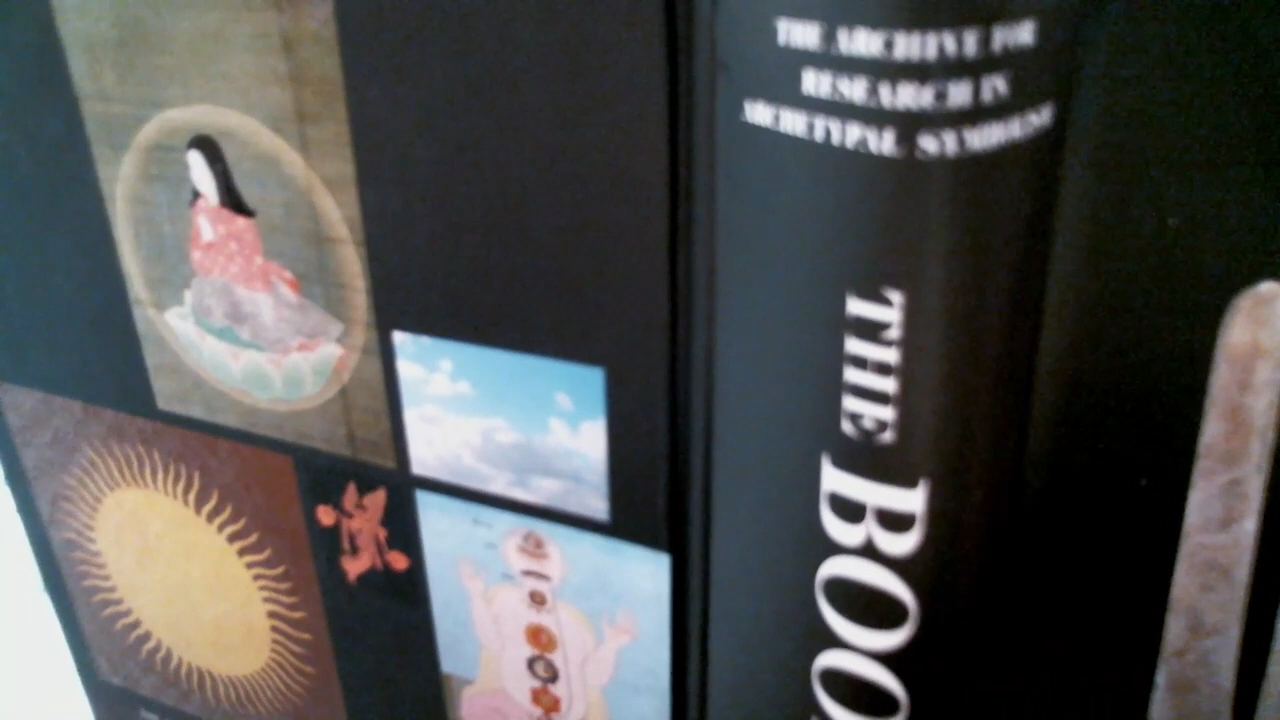 THE ARCHIVE FOR
RESEARCH IN
ARCHETYPAL SYMBOLISM
THE BOO